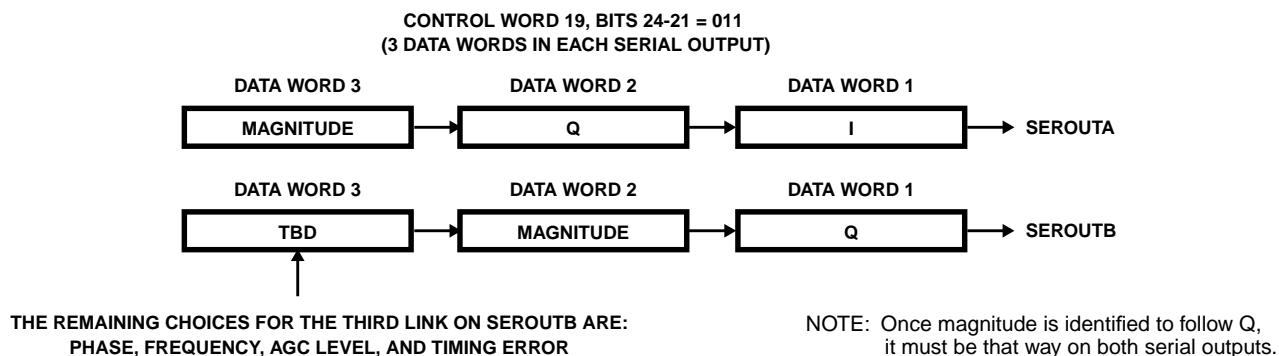 CONTROL WORD 19, BITS 24-21 = 011
(3 DATA WORDS IN EACH SERIAL OUTPUT)
DATA WORD 3 DATA WORD 2 DATA WORD 1
MAGNITUDE Q I SEROUTA
DATA WORD 3 DATA WORD 2 DATA WORD 1
TBD MAGNITUDE Q SEROUTB
THE REMAINING CHOICES FOR THE THIRD LINK ON SEROUTB ARE:
PHASE, FREQUENCY, AGC LEVEL, AND TIMING ERROR
NOTE: Once magnitude is identified to follow Q,
it must be that way on both serial outputs.